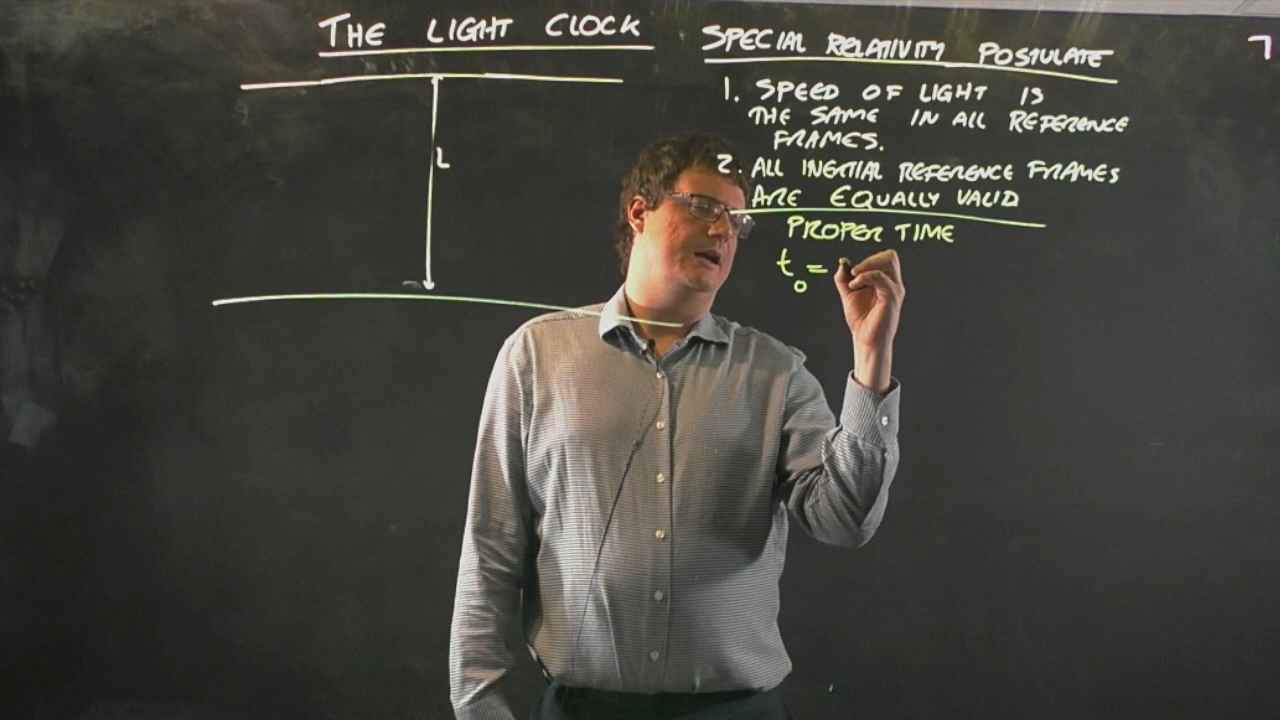 THE LIGHT CLOCK
L
SPECIAL RELATIVITY POSTULATE
1. SPEED OF LIGHT IS
THE SAME IN ALL REFERENCE
FRAMES.
2. ALL INERTIAL REFERENCE FRAMES
ARE EQUALLY VALID
PROPER TIME
t₀ =